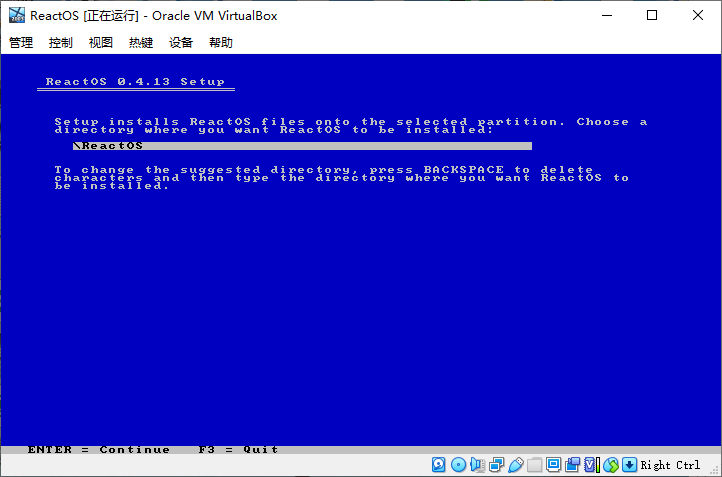 ReactOS [正在运行] - Oracle VM VirtualBox
管理 控制 视图 热键 设备 帮助
ReactOS 0.4.13 Setup
Setup installs ReactOS files onto the selected partition. Choose a
directory where you want ReactOS to be installed:
\ReactOS
To change the suggested directory, press BACKSPACE to delete
characters and then type the directory where you want ReactOS to
be installed.
ENTER = Continue F3 = Quit
Right Ctrl